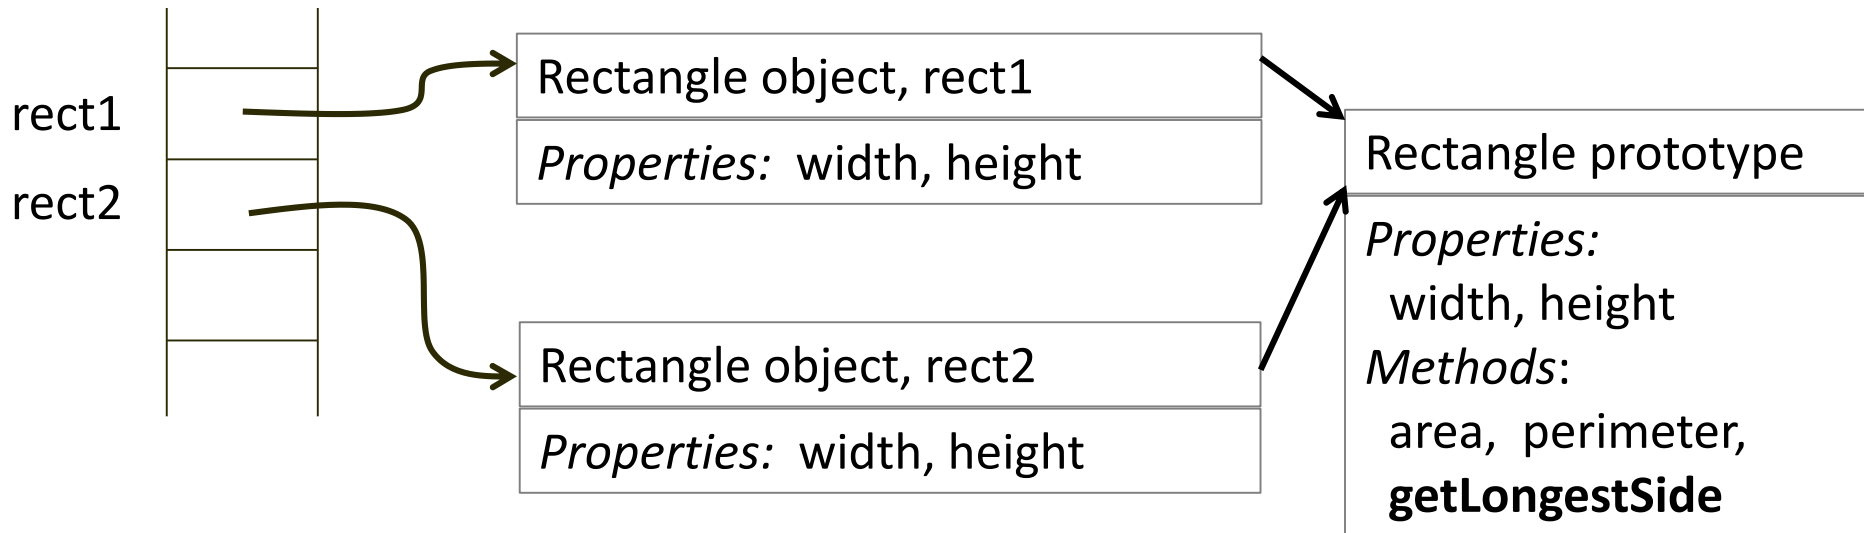 rect1
rect2
Rectangle object, rect1
Properties: width, height
Rectangle object, rect2
Properties: width, height
Rectangle prototype
Properties:
width, height
Methods:
area, perimeter,
getLongestSide